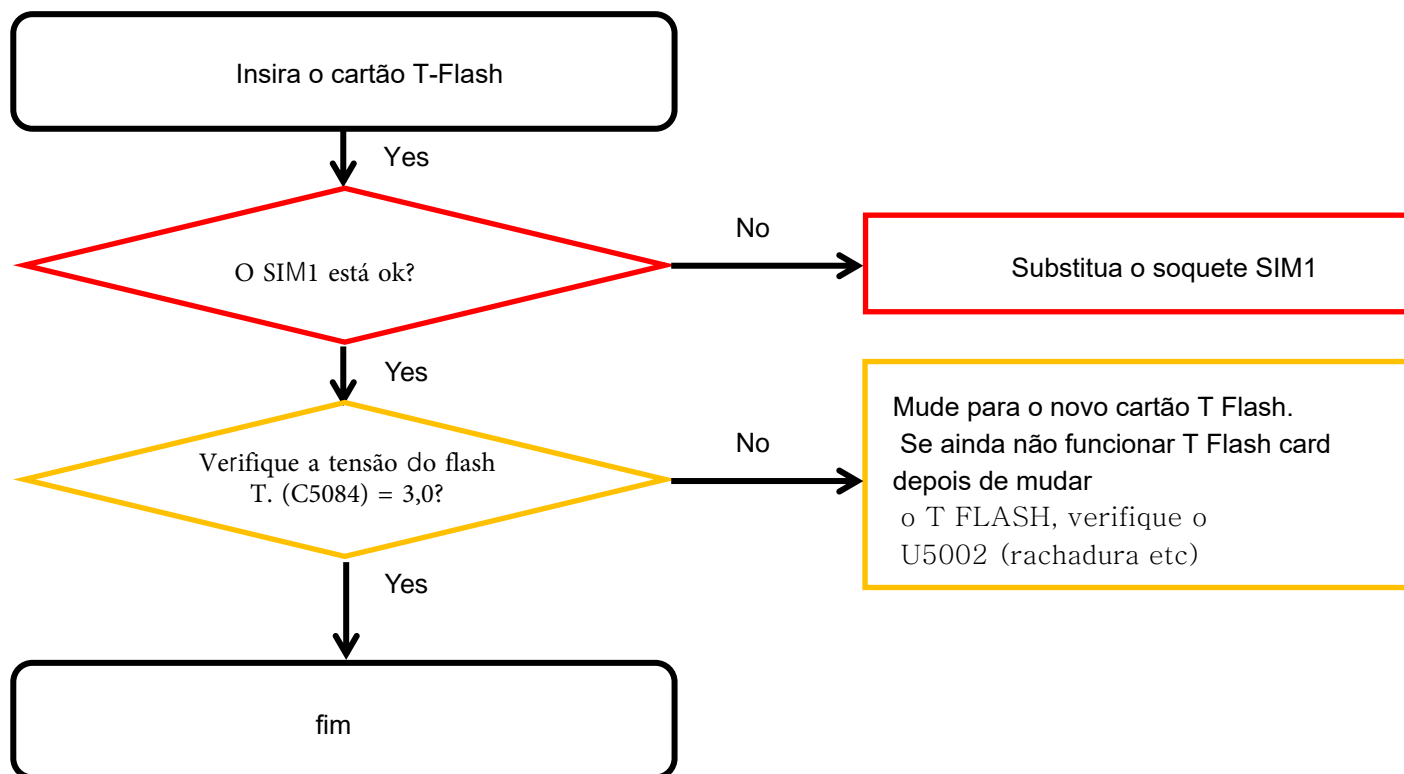 Insira o cartão T-Flash
Yes
O SIM1 está ok?
No
Substitua o soquete SIM1
Yes
Verifique a tensão do flash
T. (C5084) = 3,0?
No
Mude para o novo cartão T Flash.
Se ainda não funcionar T Flash card
depois de mudar
o T FLASH, verifique o
U5002 (rachadura etc)
Yes
fim